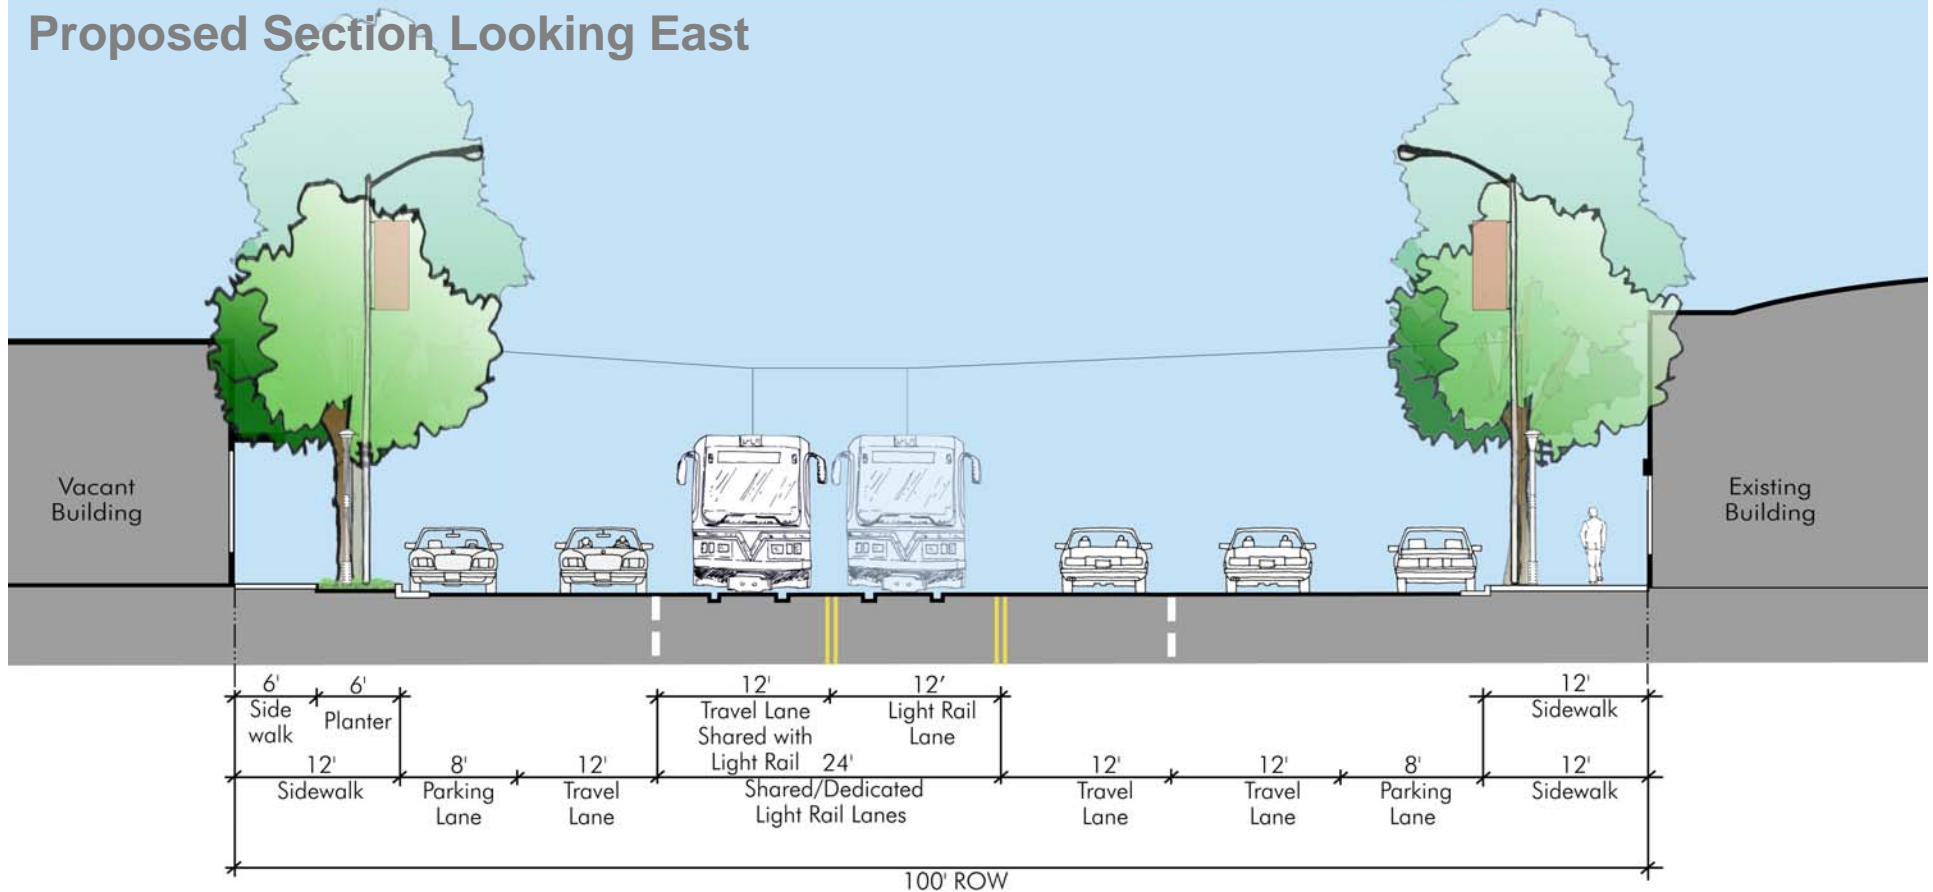 Proposed Section Looking East
Vacant
Building
Existing
Building
6'
Side
walk
6'
Planter
12'
Travel Lane
Shared with
Light Rail
12'
Light Rail
Lane
12'
Sidewalk
12'
Sidewalk
8'
Parking
Lane
12'
Travel
Lane
24'
Shared/Dedicated
Light Rail Lanes
12'
Travel
Lane
12'
Travel
Lane
8'
Parking
Lane
12'
Sidewalk
100' ROW